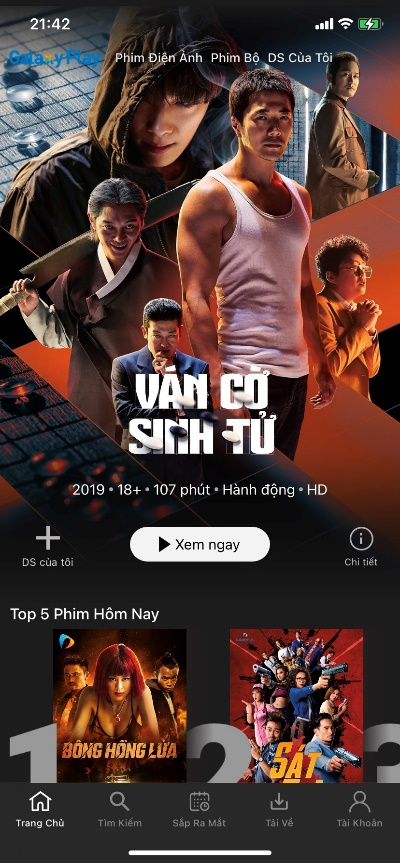 21:42
Galaxy Play Phim Điện Ảnh Phim Bộ DS Của Tôi
VÁN CỜ
SINH TỬ
2019 • 18+ • 107 phút • Hành động • HD
DS của tôi
Xem ngay
Chi tiết
Top 5 Phim Hôm Nay
1
BÔNG HỒNG LỬA
2
SÁT
3
Trang Chủ
Tìm Kiếm
Sắp Ra Mắt
Tải Về
Tài Khoản